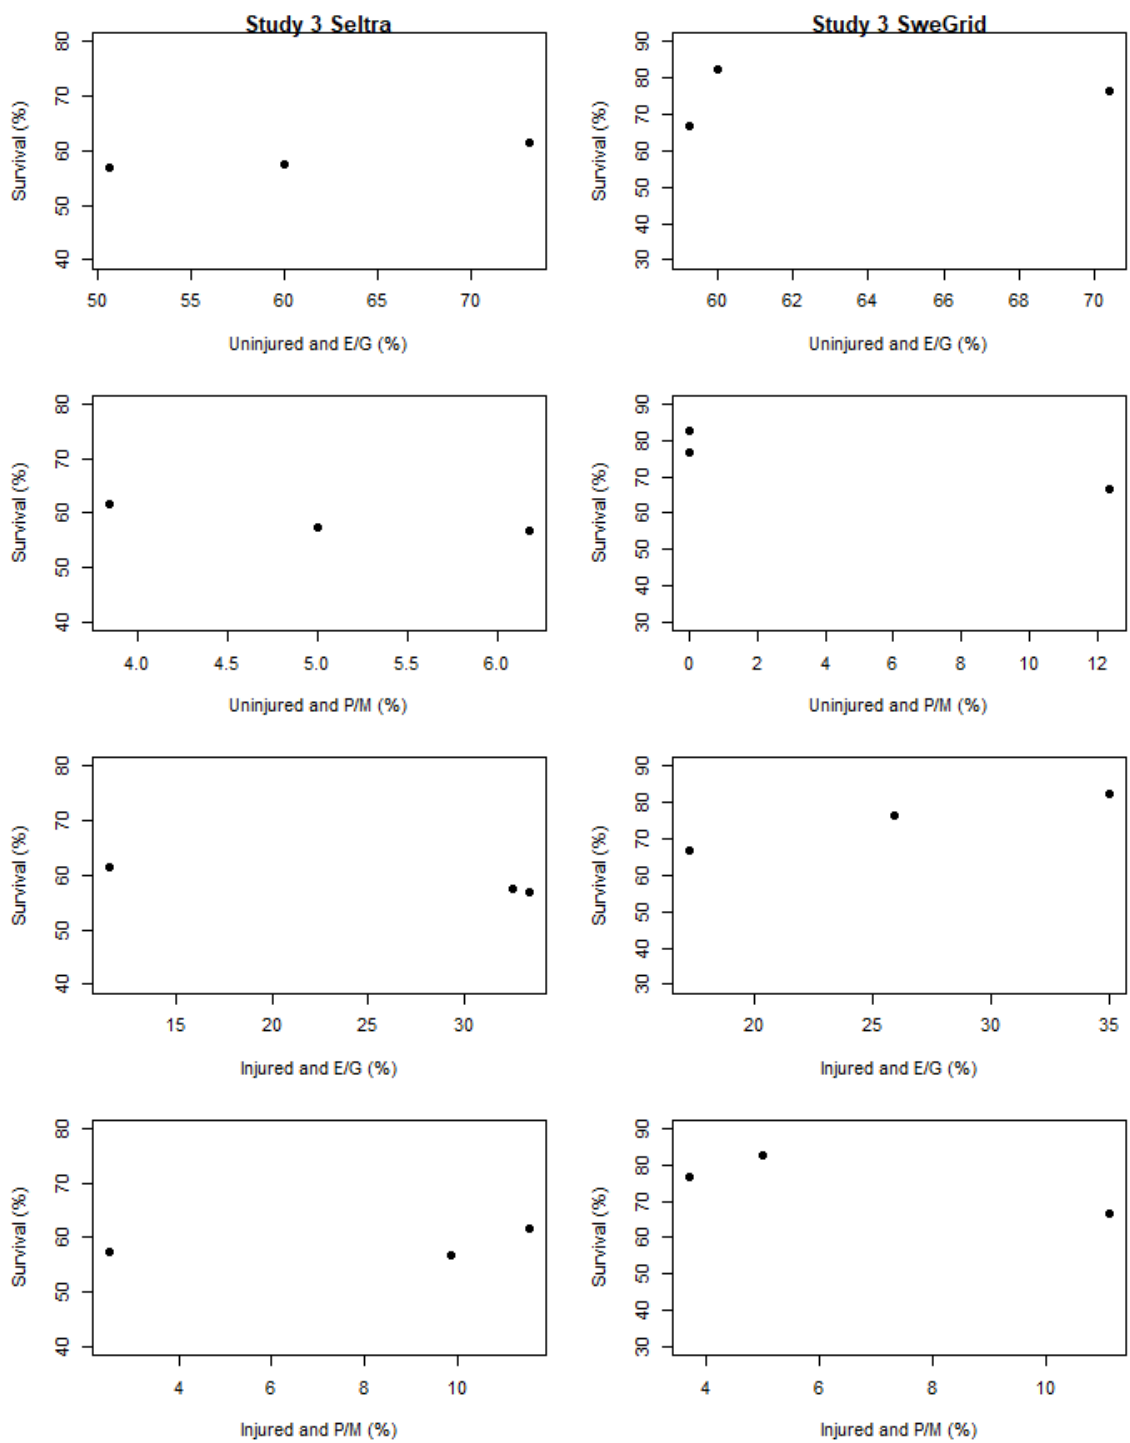 Study 3 Seltra
Survival (%)
80
70
60
50
40
50 55 60 65 70
Uninjured and E/G (%)
Study 3 SweGrid
Survival (%)
90
80
70
60
50
40
30
60 62 64 66 68 70
Uninjured and E/G (%)
Survival (%)
80
70
60
50
40
4.0 4.5 5.0 5.5 6.0
Uninjured and P/M (%)
Survival (%)
90
80
70
60
50
40
30
0 2 4 6 8 10 12
Uninjured and P/M (%)
Survival (%)
80
70
60
50
40
15 20 25 30
Injured and E/G (%)
Survival (%)
90
80
70
60
50
40
30
20 25 30 35
Injured and E/G (%)
Survival (%)
80
70
60
50
40
4 6 8 10
Injured and P/M (%)
Survival (%)
90
80
70
60
50
40
30
4 6 8 10
Injured and P/M (%)